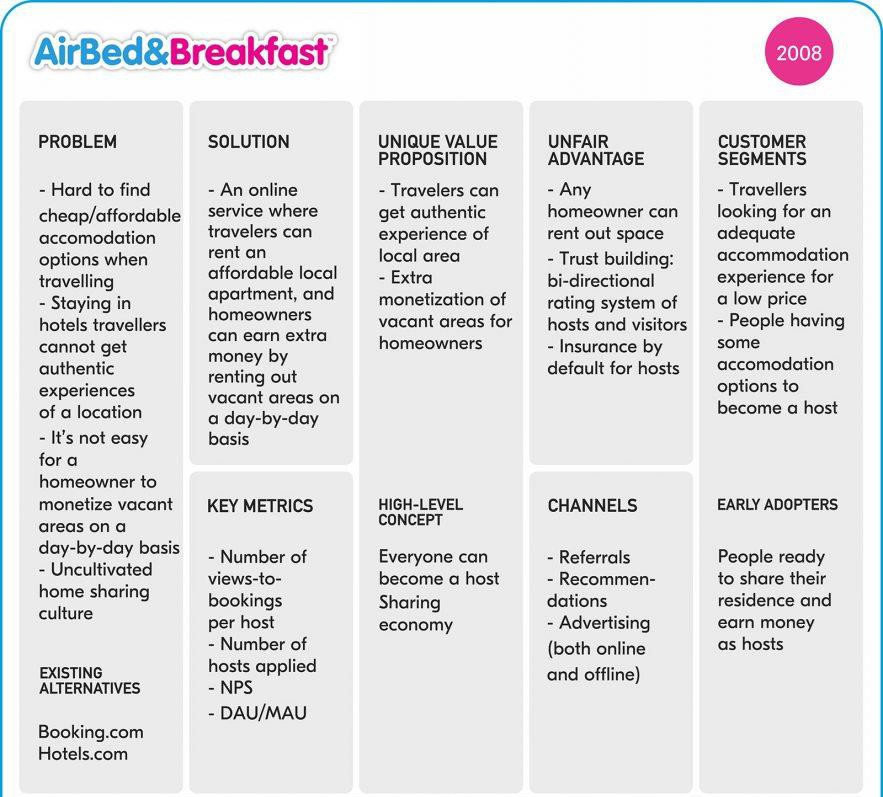 AirBed&Breakfast™
2008
PROBLEM
- Hard to find
cheap/affordable
accomodation
options when
travelling
- Staying in
hotels travellers
cannot get
authentic
experiences
of a location
- It's not easy
for a
homeowner to
monetize vacant
areas on a
day-by-day basis
- Uncultivated
home sharing
culture
EXISTING
ALTERNATIVES
Booking.com
Hotels.com
SOLUTION
- An online
service where
travelers can
rent an
affordable local
apartment, and
homeowners
can earn extra
money by
renting out
vacant areas on
a day-by-day
basis
KEY METRICS
- Number of
views-to-
bookings
per host
- Number of
hosts applied
- NPS
- DAU/MAU
UNIQUE VALUE
PROPOSITION
- Travelers can
get authentic
experience of
local area
- Extra
monetization of
vacant areas for
homeowners
HIGH-LEVEL
CONCEPT
Everyone can
become a host
Sharing
economy
UNFAIR
ADVANTAGE
- Any
homeowner can
rent out space
- Trust building:
bi-directional
rating system of
hosts and visitors
- Insurance by
default for hosts
CHANNELS
- Referrals
- Recommen-
dations
- Advertising
(both online
and offline)
CUSTOMER
SEGMENTS
- Travellers
looking for an
adequate
accommodation
experience for
a low price
- People having
some
accomodation
options to
become a host
EARLY ADOPTERS
People ready
to share their
residence and
earn money
as hosts